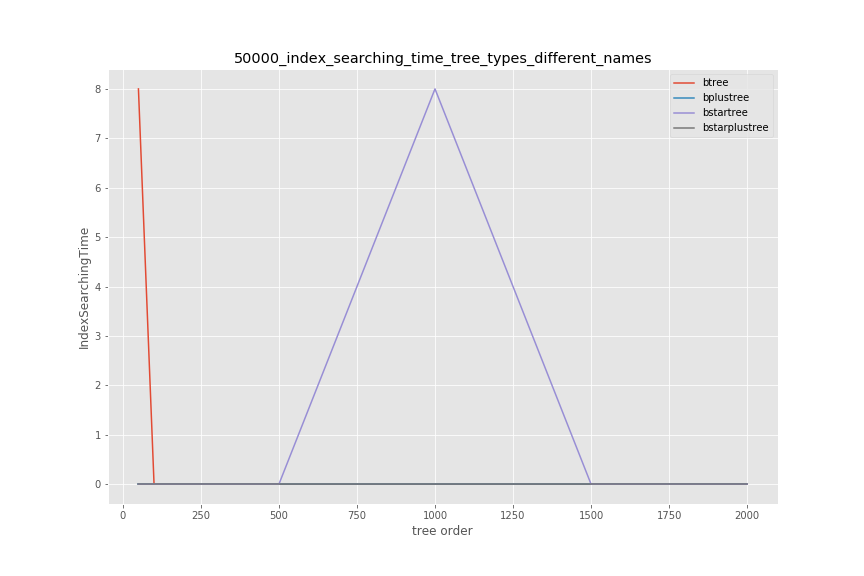 50000_index_searching_time_tree_types_different_names
btree
bplustree
bstartree
bstarplustree
8
7
6
5
4
3
2
1
0
IndexSearchingTime
0 250 500 750 1000 1250 1500 1750 2000
tree order